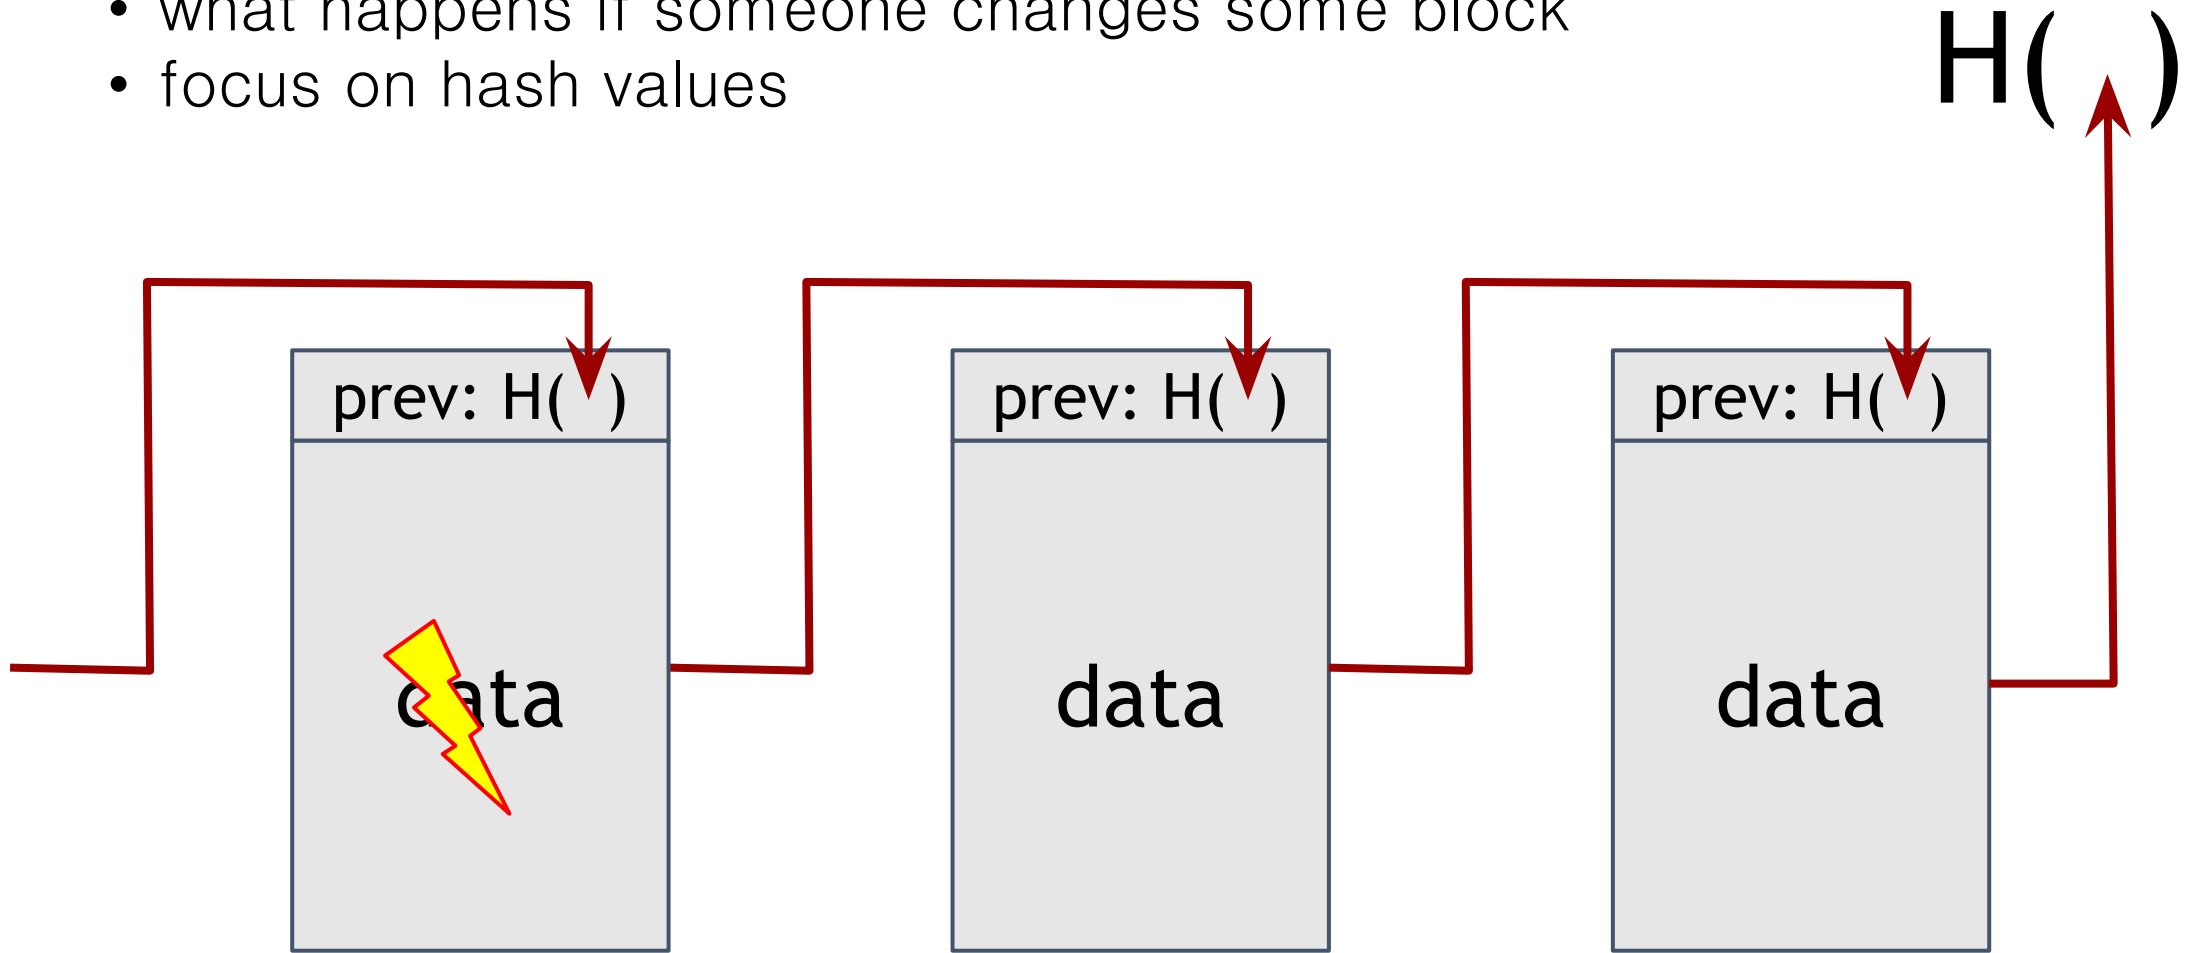 • what happens if someone changes some block
• focus on hash values
H( )
prev: H( )
prev: H( )
prev: H( )
data
data
data